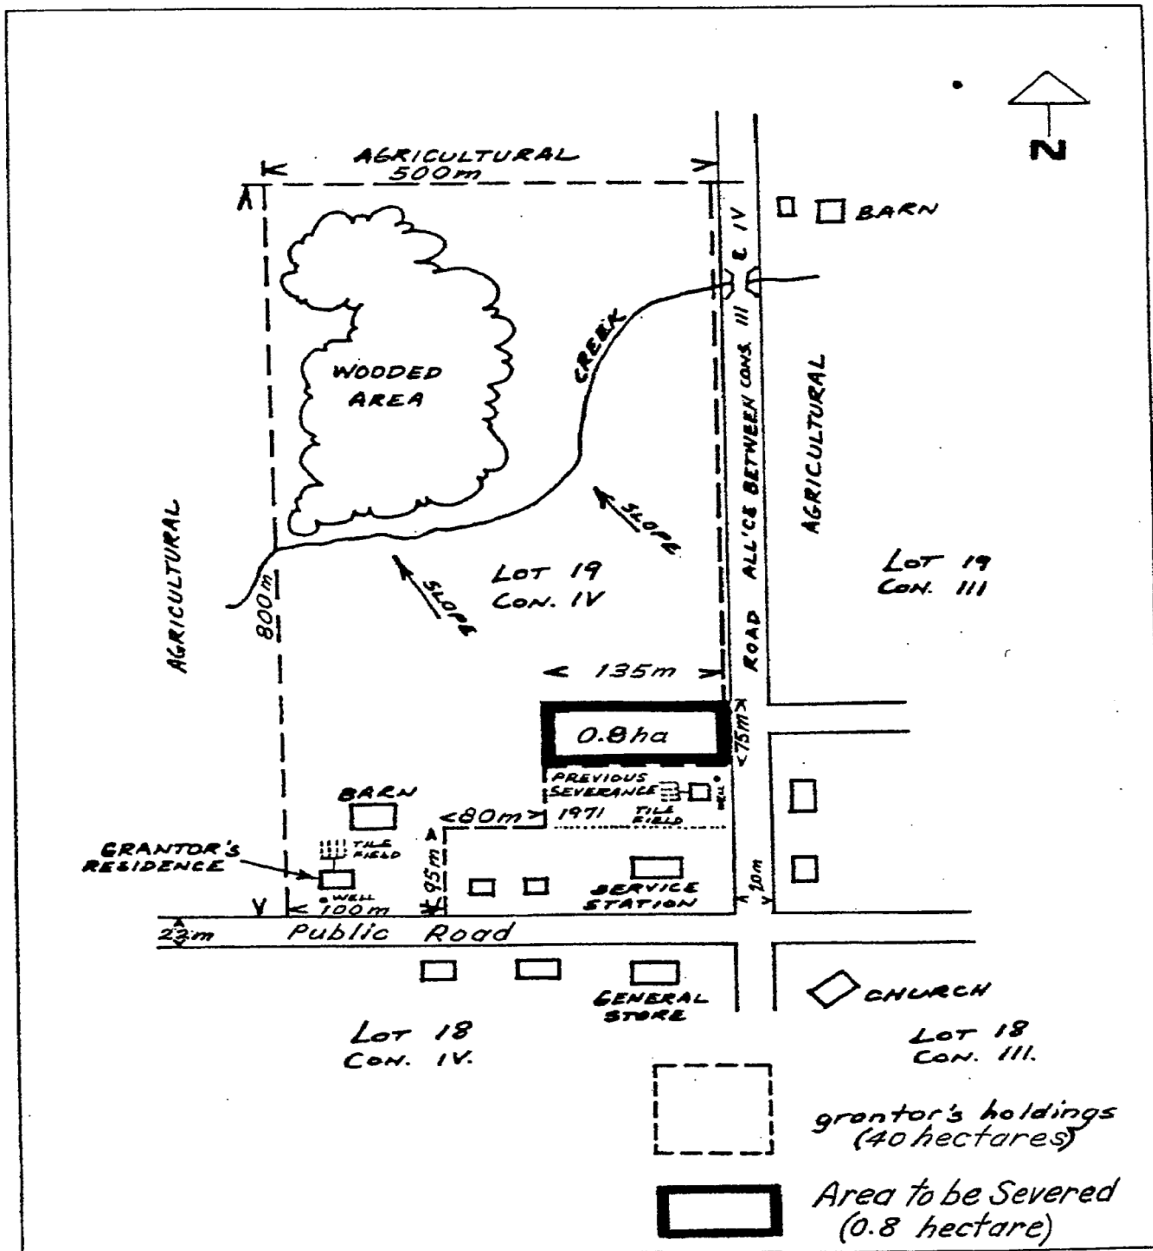 AGRICULTURAL
500m
N
BARN
ROAD ALL'CE BETWEEN CONS. III & IV
CREEK
WOODED
AREA
AGRICULTURAL
AGRICULTURAL
SLOPE
SLOPE
800m
LOT 19
CON. IV
LOT 19
CON. III
135m
0.8ha
75m
PREVIOUS
SEVERANCE
1971
TILE
FIELD
WELL
BARN
80m
GRANTOR'S
RESIDENCE
TILE
FIELD
95m
WELL
100m
SERVICE
STATION
20m
23m
Public Road
GENERAL
STORE
CHURCH
LOT 18
CON. IV.
LOT 18
CON. III.
grantor's holdings
(40 hectares)
Area to be Severed
(0.8 hectare)